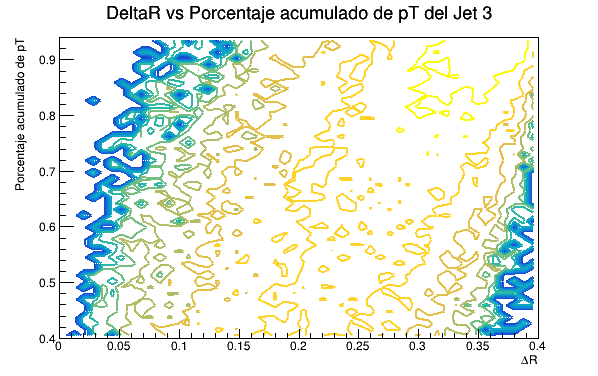 DeltaR vs Porcentaje acumulado de pT del Jet 3
Porcentaje acumulado de pT
0.9
0.8
0.7
0.6
0.5
0.4
0 0.05 0.1 0.15 0.2 0.25 0.3 0.35 0.4
ΔR